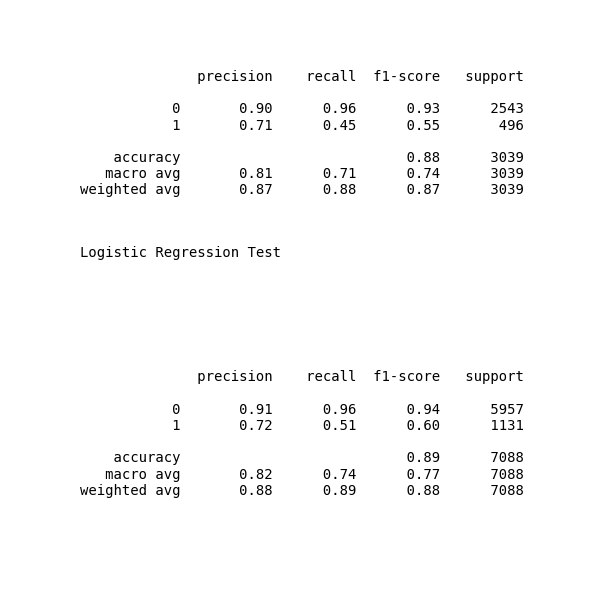 precision recall f1-score support
0 0.90 0.96 0.93 2543
1 0.71 0.45 0.55 496
accuracy 0.88 3039
macro avg 0.81 0.71 0.74 3039
weighted avg 0.87 0.88 0.87 3039
Logistic Regression Test
precision recall f1-score support
0 0.91 0.96 0.94 5957
1 0.72 0.51 0.60 1131
accuracy 0.89 7088
macro avg 0.82 0.74 0.77 7088
weighted avg 0.88 0.89 0.88 7088